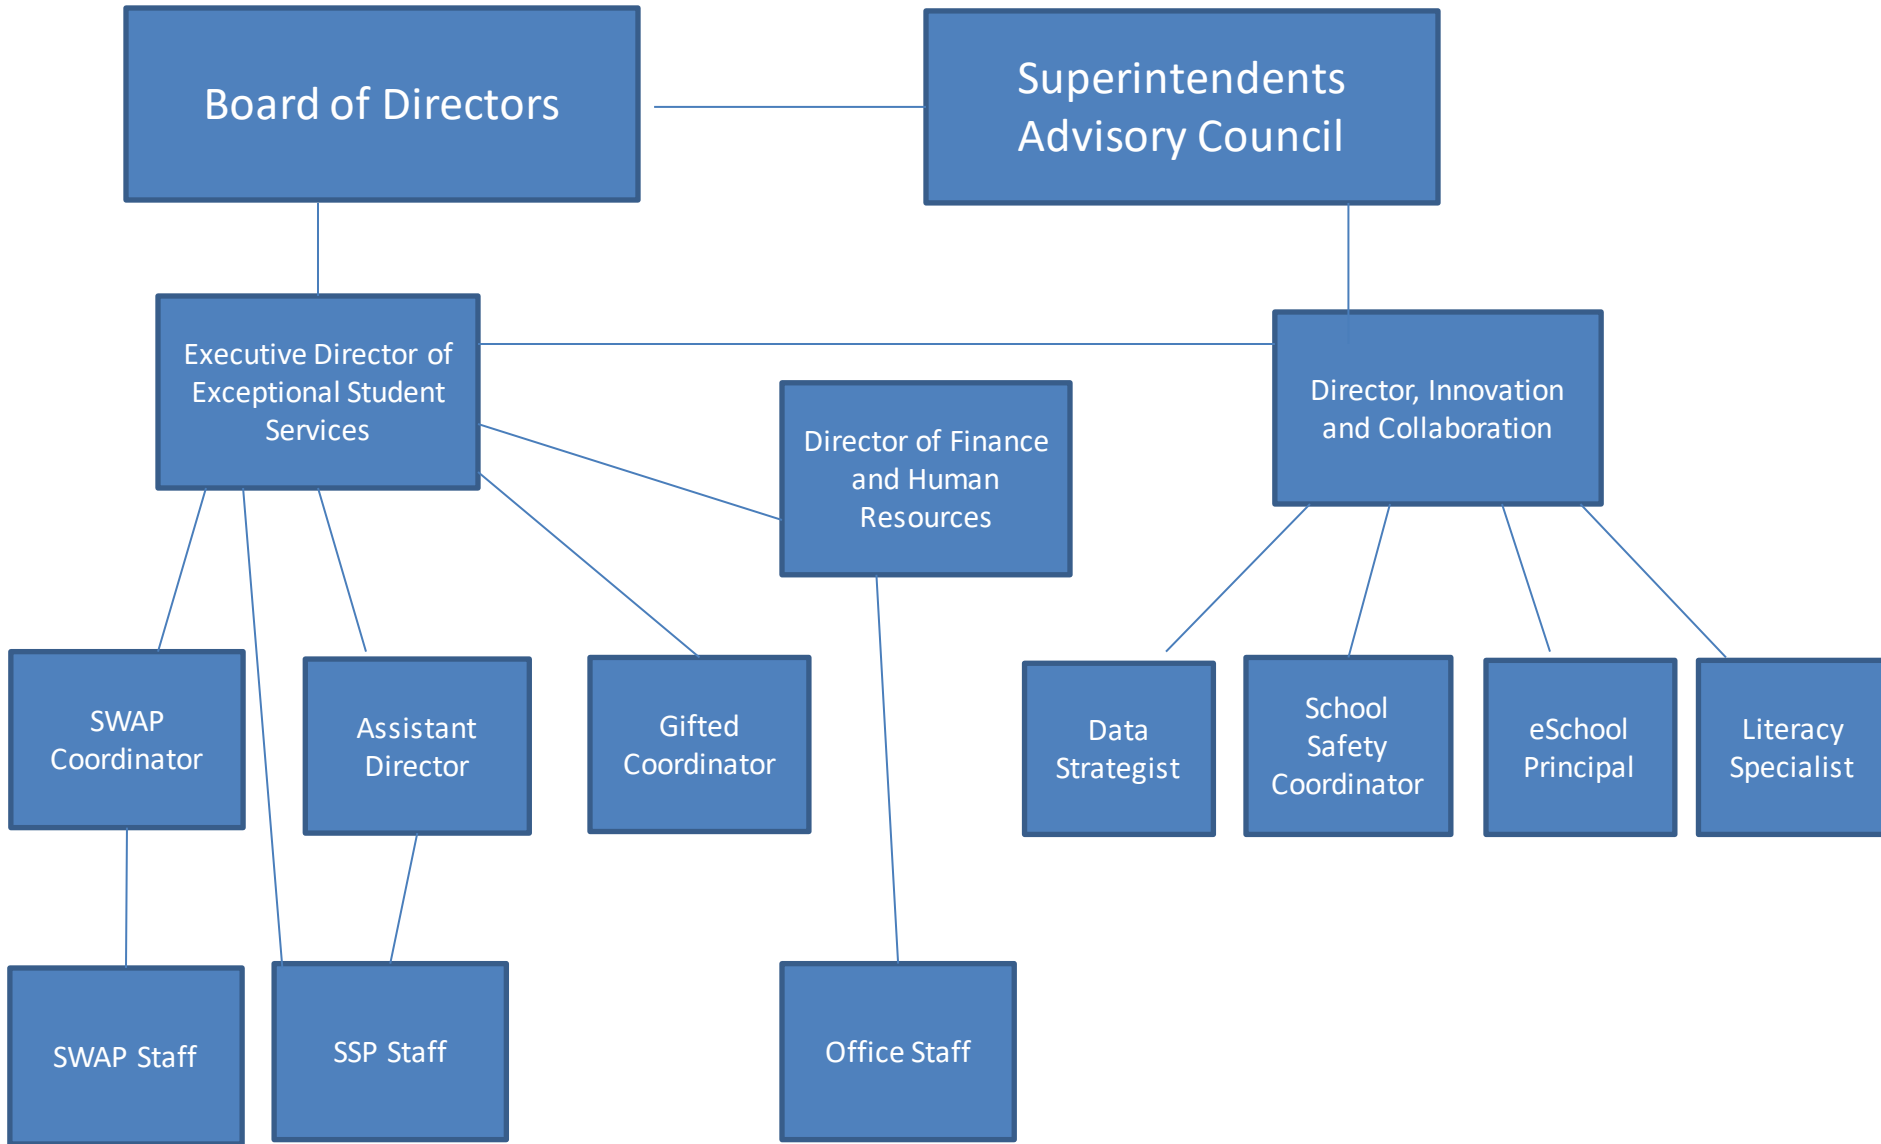 Board of Directors
Superintendents
Advisory Council
Executive Director of
Exceptional Student
Services
Director of Finance
and Human
Resources
Director, Innovation
and Collaboration
SWAP
Coordinator
Assistant
Director
Gifted
Coordinator
Data
Strategist
School
Safety
Coordinator
eSchool
Principal
Literacy
Specialist
SWAP Staff
SSP Staff
Office Staff